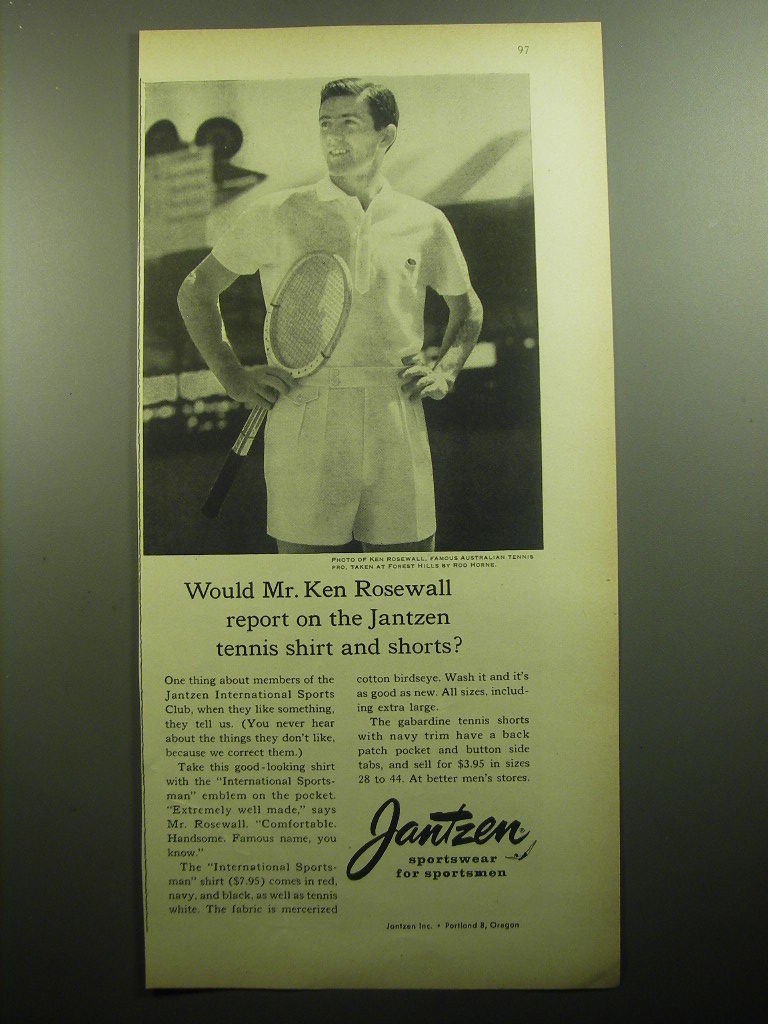 97
PHOTO OF KEN ROSEWALL, FAMOUS AUSTRALIAN TENNIS
PRO, TAKEN AT FOREST HILLS BY ROD HORNE.
Would Mr. Ken Rosewall
report on the Jantzen
tennis shirt and shorts?
One thing about members of the
Jantzen International Sports
Club, when they like something,
they tell us. (You never hear
about the things they don't like,
because we correct them.)
Take this good-looking shirt
with the "International Sports-
man" emblem on the pocket.
"Extremely well made," says
Mr. Rosewall. "Comfortable.
Handsome. Famous name, you
know."
The "International Sports-
man" shirt ($7.95) comes in red,
navy, and black, as well as tennis
white. The fabric is mercerized
cotton birdseye. Wash it and it's
as good as new. All sizes, includ-
ing extra large.
The gabardine tennis shorts
with navy trim have a back
patch pocket and button side
tabs, and sell for $3.95 in sizes
28 to 44. At better men's stores.
Jantzen®
sportswear
for sportsmen
Jantzen Inc. • Portland 8, Oregon